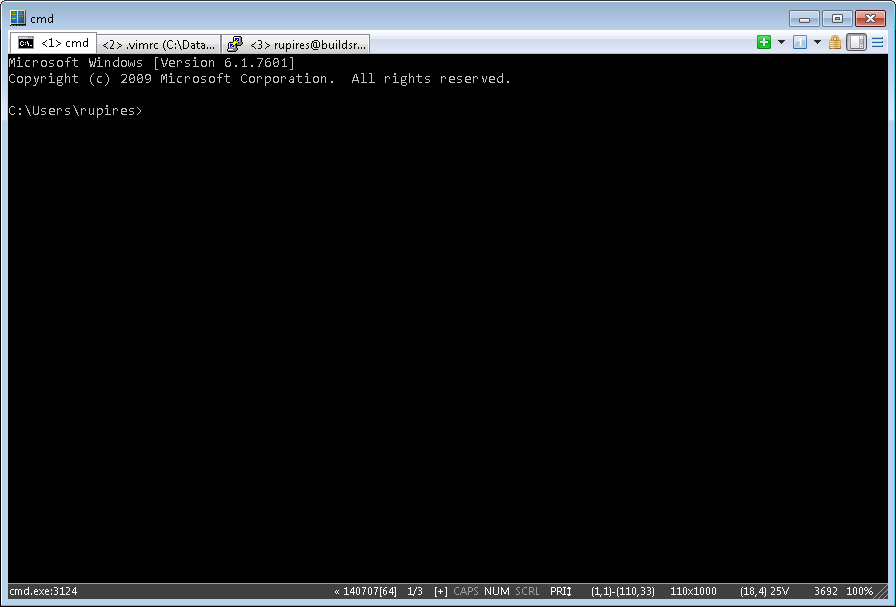 cmd
<1> cmd <2> .vimrc (C:\Data... <3> rupires@buildsr...
Microsoft Windows [Version 6.1.7601]
Copyright (c) 2009 Microsoft Corporation.  All rights reserved.
C:\Users\rupires>
cmd.exe:3124 « 140707[64] 1/3 [+] CAPS NUM SCRL PRI↕ (1,1)-(110,33) 110x1000 (18,4) 25V 3692 100%